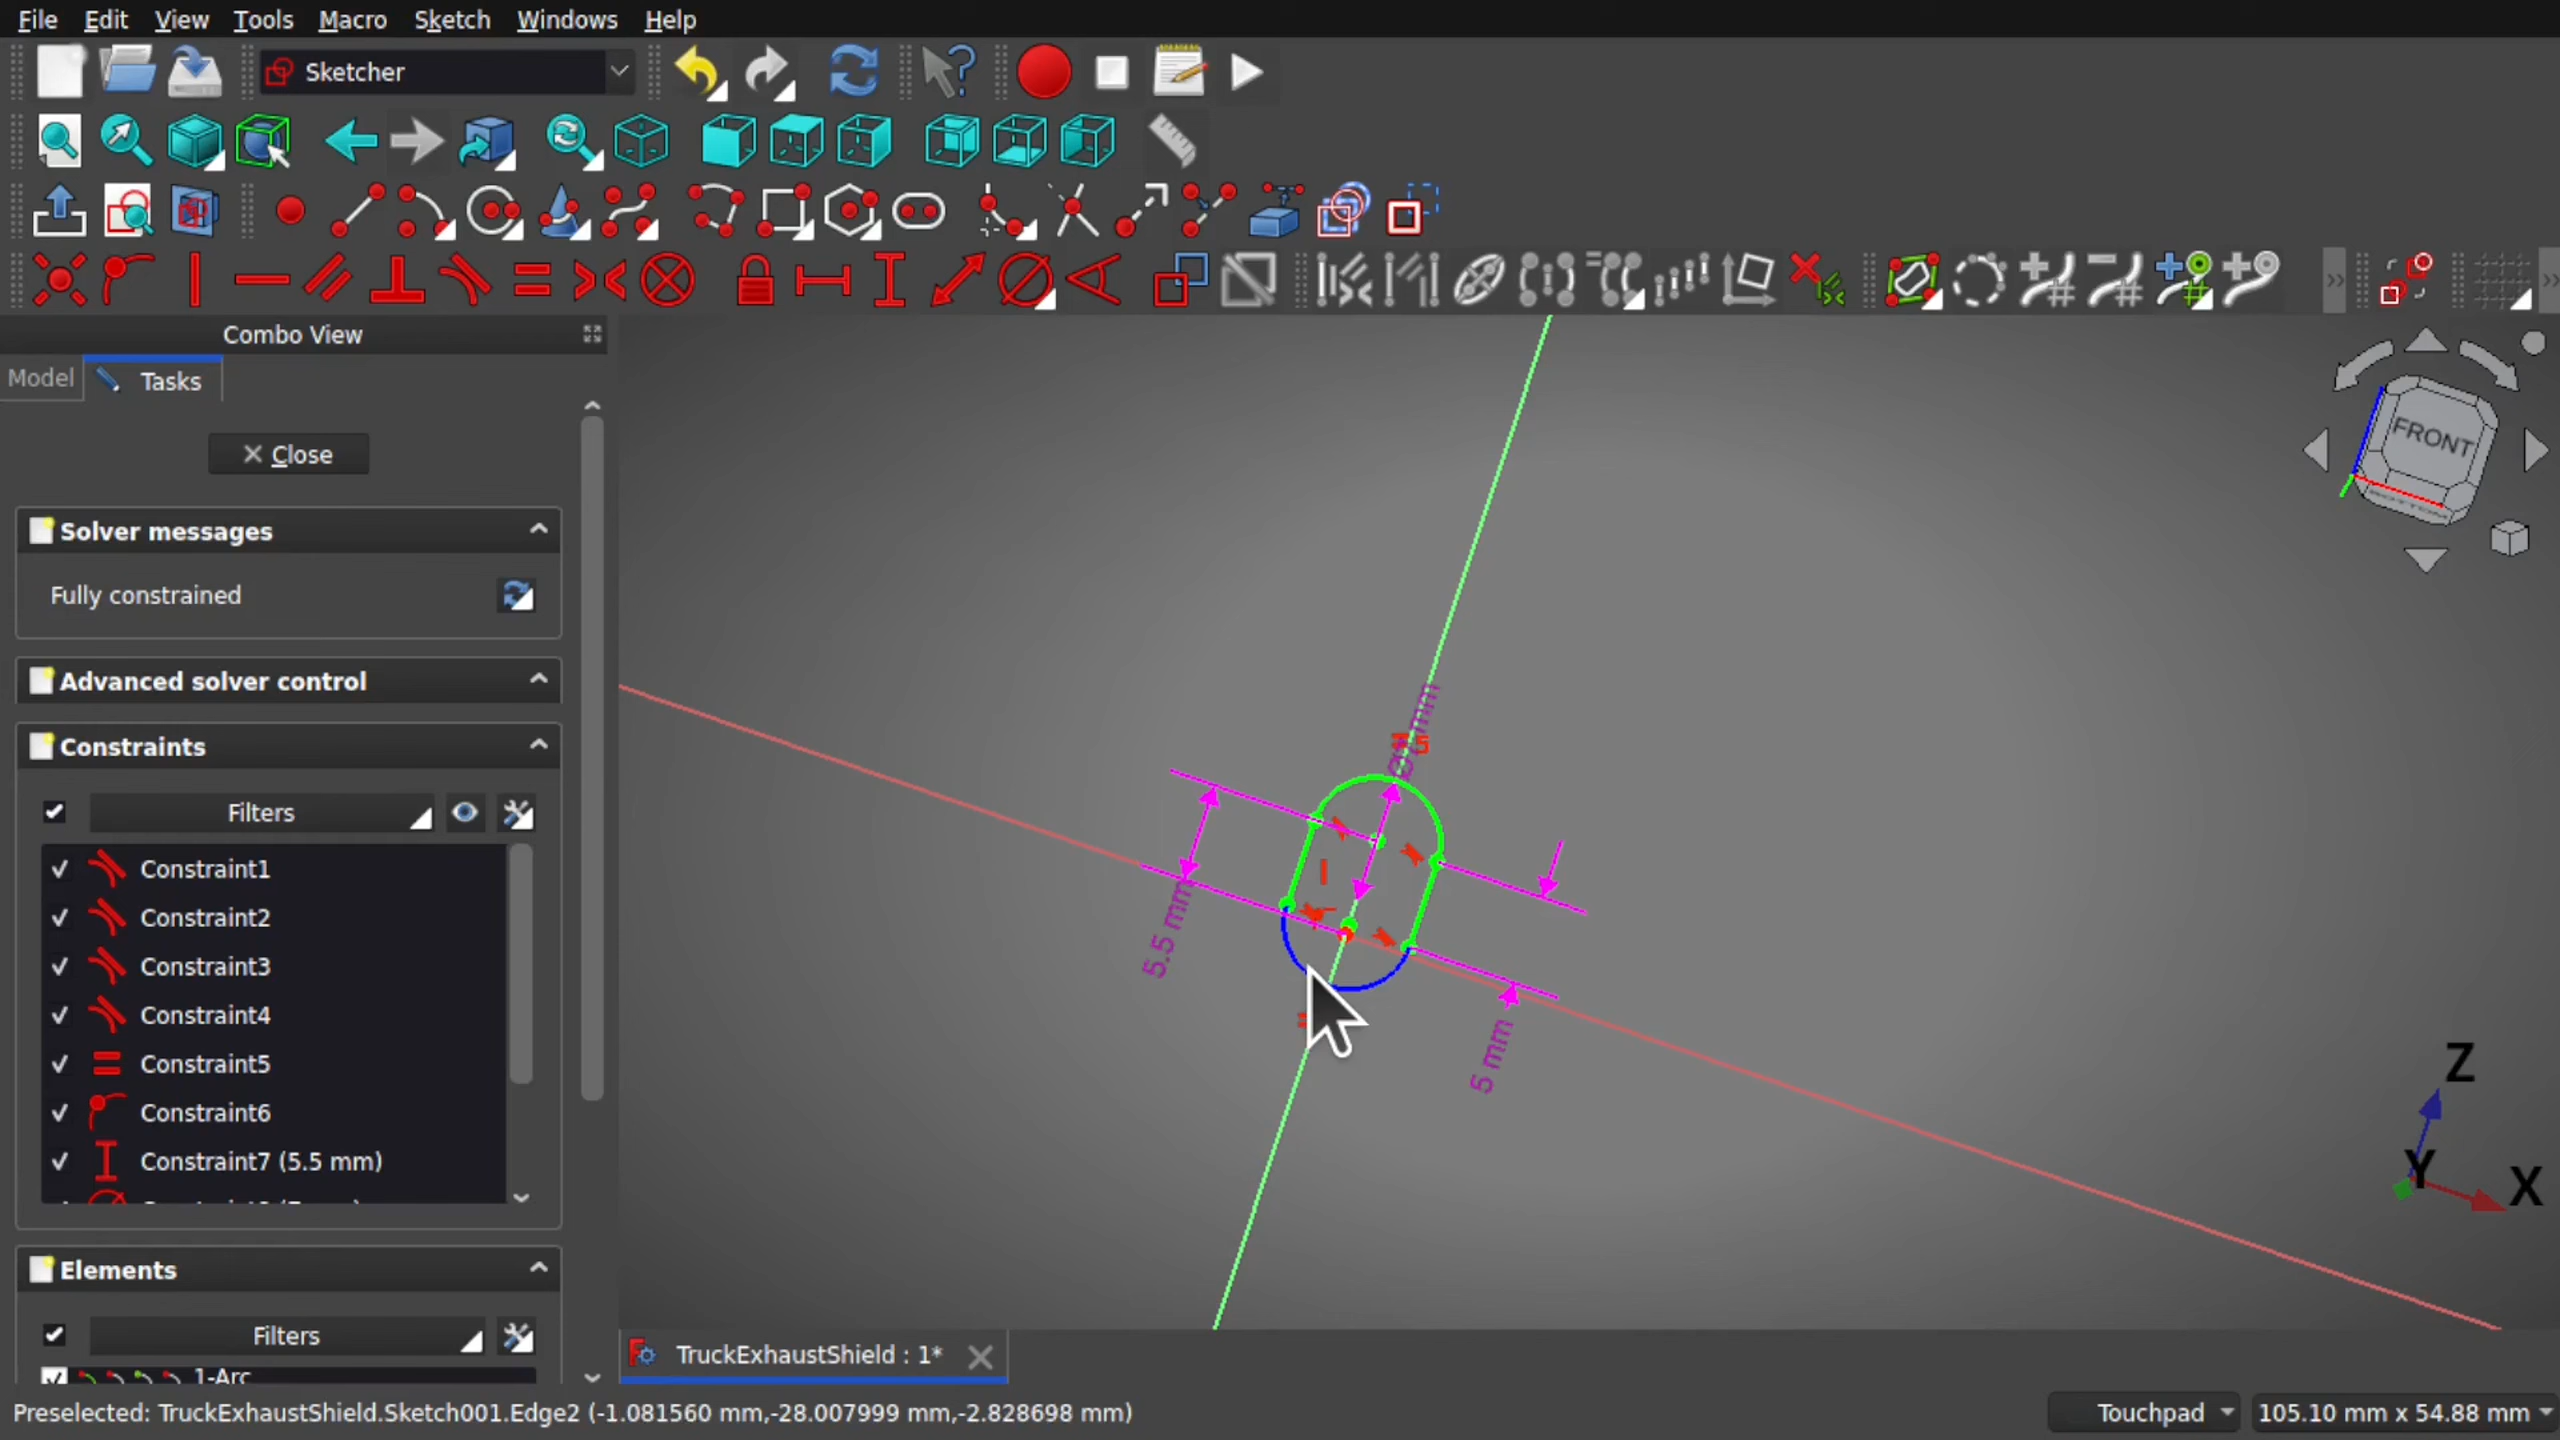 File Edit View Tools Macro Sketch Windows Help
Sketcher
Combo View
Model Tasks
Close
Solver messages
Fully constrained
Advanced solver control
Constraints
Filters
Constraint1
Constraint2
Constraint3
Constraint4
Constraint5
Constraint6
Constraint7 (5.5 mm)
Elements
Filters
1-Arc
FRONT
5.5 mm
5 mm
Z
Y
X
TruckExhaustShield : 1*
Preselected: TruckExhaustShield.Sketch001.Edge2 (-1.081560 mm,-28.007999 mm,-2.828698 mm)
Touchpad
105.10 mm x 54.88 mm